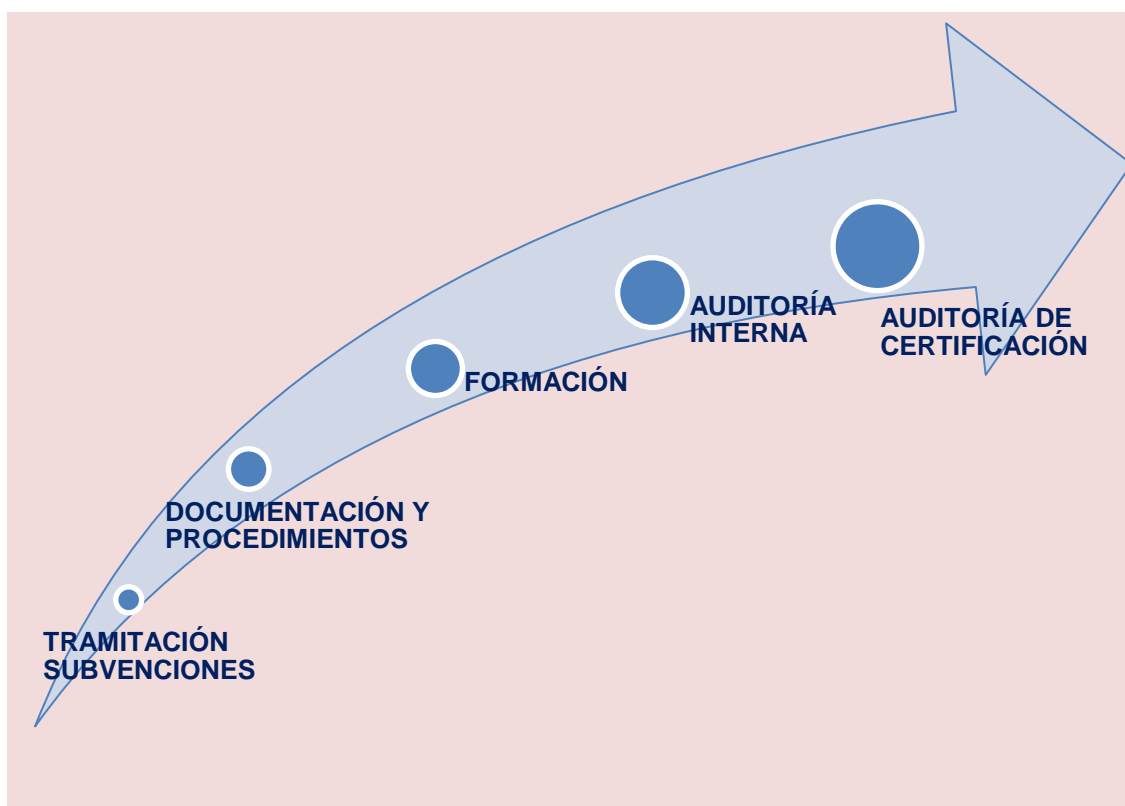 TRAMITACIÓN
SUBVENCIONES
DOCUMENTACIÓN Y
PROCEDIMIENTOS
FORMACIÓN
AUDITORÍA
INTERNA
AUDITORÍA DE
CERTIFICACIÓN